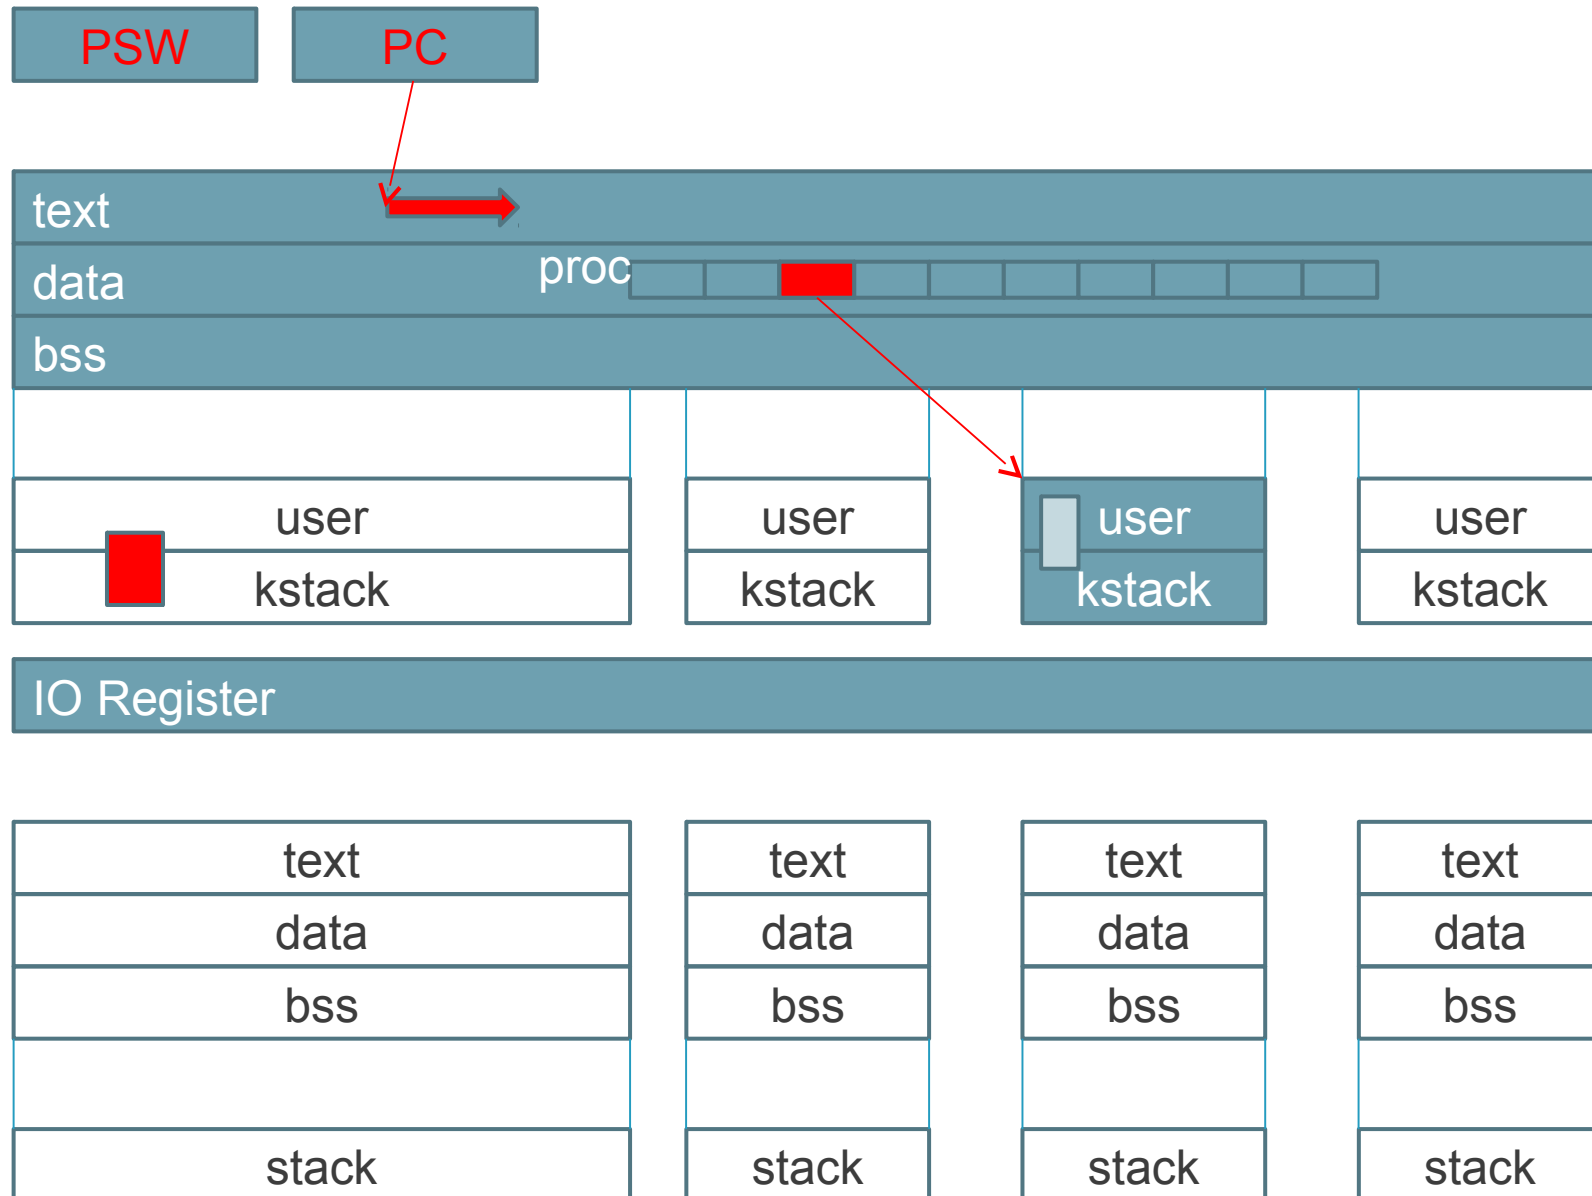 PSW PC
text
data proc
bss
user user user user
kstack kstack kstack kstack
IO Register
text text text text
data data data data
bss bss bss bss
stack stack stack stack